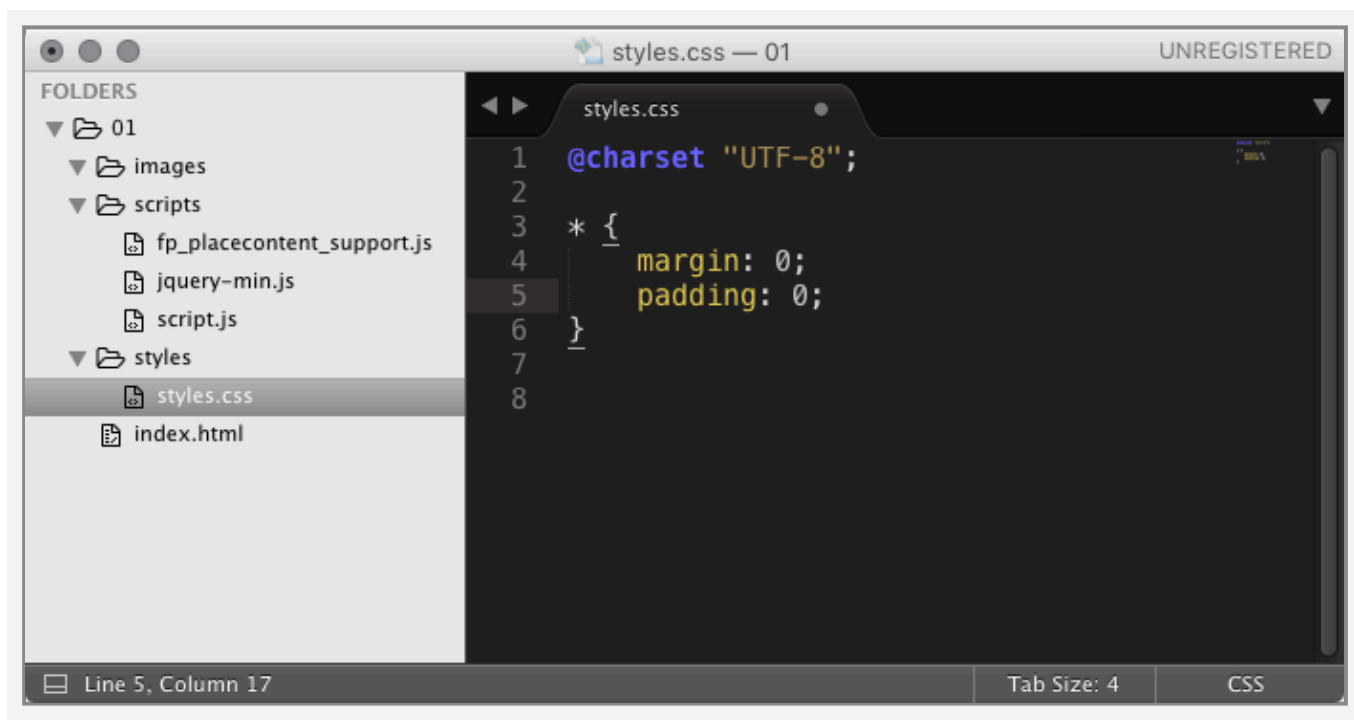 styles.css — 01
UNREGISTERED
FOLDERS
01
images
scripts
fp_placecontent_support.js
jquery-min.js
script.js
styles
styles.css
index.html
styles.css
1 @charset "UTF-8";
2
3 * {
4 margin: 0;
5 padding: 0;
6 }
7
8
Line 5, Column 17
Tab Size: 4
CSS